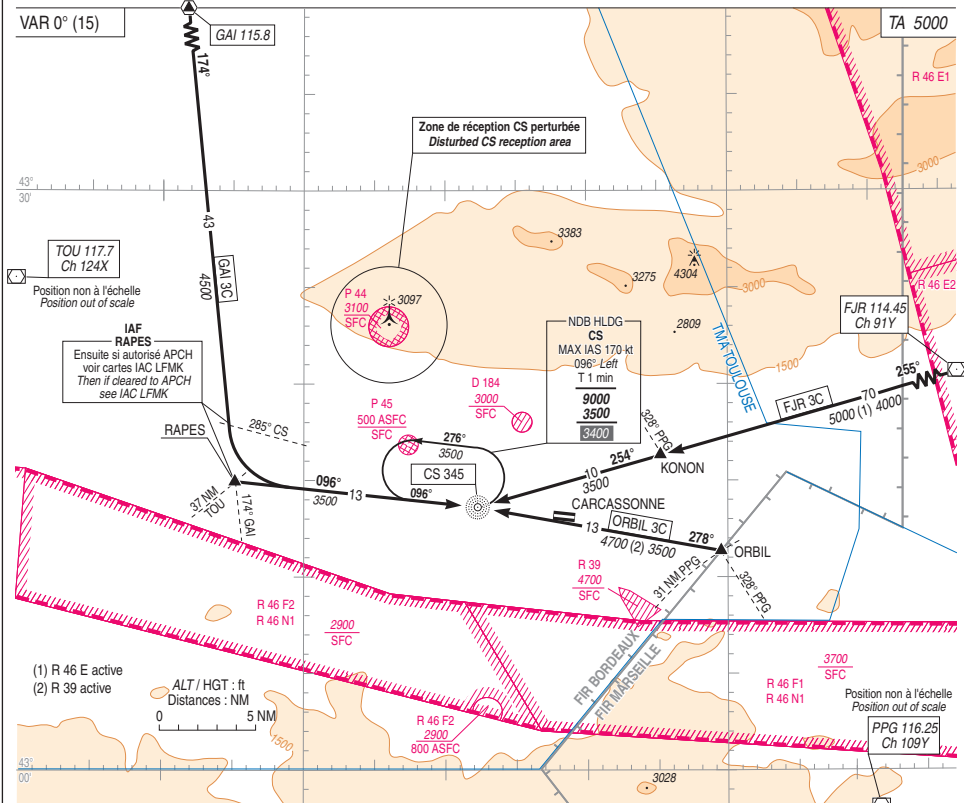 VAR 0° (15)
GAI 115.8
TA 5000
174°
R 46 E1
Zone de réception CS perturbée
Disturbed CS reception area
3000
43°
30'
43
GAI 3C
4500
TOU 117.7
Ch 124X
Position non à l'échelle
Position out of scale
3383
3275
4304
3000
2809
1500
P 44
3100
SFC
3097
R 46 E2
FJR 114.45
Ch 91Y
IAF
RAPES
Ensuite si autorisé APCH
voir cartes IAC LFMK
Then if cleared to APCH
see IAC LFMK
NDB HLDG
CS
MAX IAS 170 kt
096° Left
T 1 min
9000
3500
3400
TMA TOULOUSE
255°
FJR 3C
70
5000 (1) 4000
D 184
3000
SFC
P 45
500 ASFC
SFC
285° CS
RAPES
276°
3500
CS 345
328° PPG
254°
KONON
10
3500
096°
3500
13
096°
37 NM
TOU
174° GAI
CARCASSONNE
ORBIL 3C
13
278°
4700 (2) 3500
ORBIL
31 NM PPG
328° PPG
R 39
4700
SFC
R 46 F2
R 46 N1
2900
SFC
FIR BORDEAUX
FIR MARSEILLE
3700
SFC
R 46 F1
R 46 N1
(1) R 46 E active
(2) R 39 active
ALT / HGT : ft
Distances : NM
0
5 NM
R 46 F2
2900
800 ASFC
1500
Position non à l'échelle
Position out of scale
PPG 116.25
Ch 109Y
43°
00'
3028